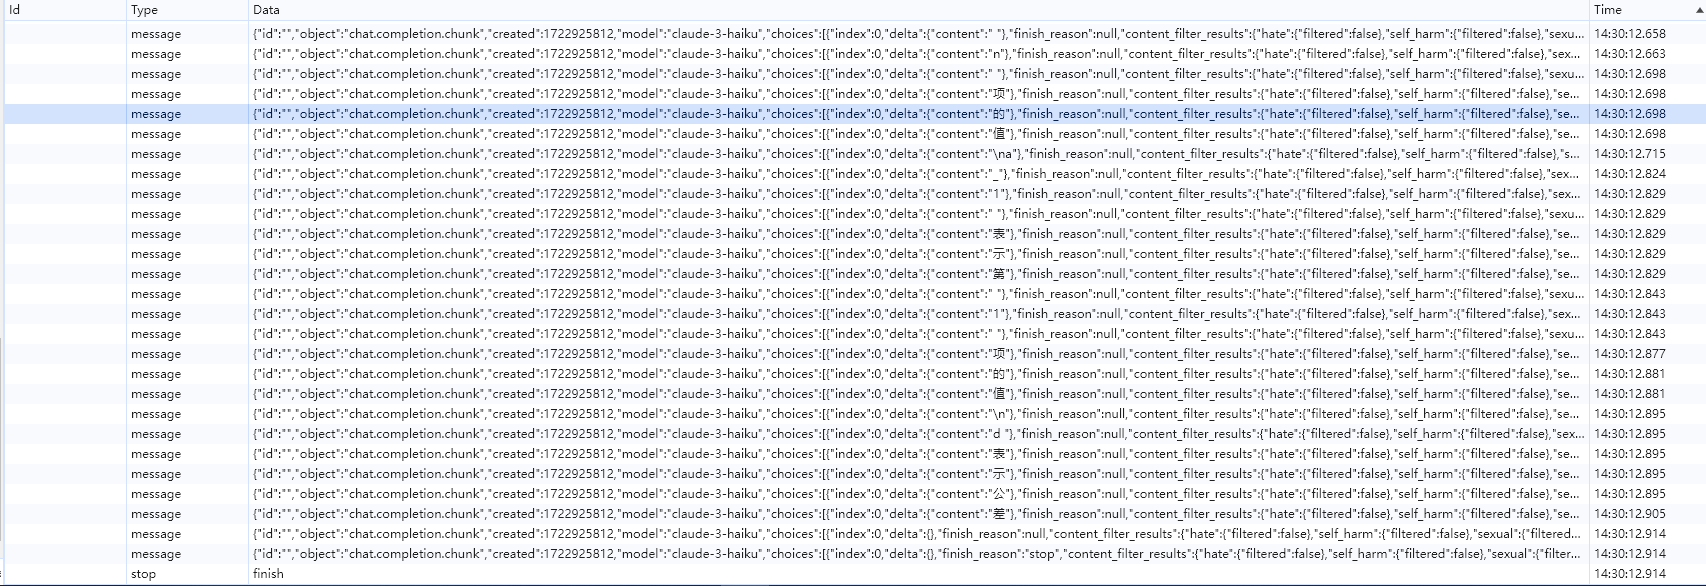 Id Type Data Time
message {"id":"","object":"chat.completion.chunk","created":1722925812,"model":"claude-3-haiku","choices":[{"index":0,"delta":{"content":" "},"finish_reason":null,"content_filter_results":{"hate":{"filtered":false},"self_harm":{"filtered":false},"sexu... 14:30:12.658
message {"id":"","object":"chat.completion.chunk","created":1722925812,"model":"claude-3-haiku","choices":[{"index":0,"delta":{"content":"n"},"finish_reason":null,"content_filter_results":{"hate":{"filtered":false},"self_harm":{"filtered":false},"sexu... 14:30:12.663
message {"id":"","object":"chat.completion.chunk","created":1722925812,"model":"claude-3-haiku","choices":[{"index":0,"delta":{"content":" "},"finish_reason":null,"content_filter_results":{"hate":{"filtered":false},"self_harm":{"filtered":false},"sexu... 14:30:12.698
message {"id":"","object":"chat.completion.chunk","created":1722925812,"model":"claude-3-haiku","choices":[{"index":0,"delta":{"content":"项"},"finish_reason":null,"content_filter_results":{"hate":{"filtered":false},"self_harm":{"filtered":false},"se... 14:30:12.698
message {"id":"","object":"chat.completion.chunk","created":1722925812,"model":"claude-3-haiku","choices":[{"index":0,"delta":{"content":"的"},"finish_reason":null,"content_filter_results":{"hate":{"filtered":false},"self_harm":{"filtered":false},"se... 14:30:12.698
message {"id":"","object":"chat.completion.chunk","created":1722925812,"model":"claude-3-haiku","choices":[{"index":0,"delta":{"content":"值"},"finish_reason":null,"content_filter_results":{"hate":{"filtered":false},"self_harm":{"filtered":false},"se... 14:30:12.698
message {"id":"","object":"chat.completion.chunk","created":1722925812,"model":"claude-3-haiku","choices":[{"index":0,"delta":{"content":"\na"},"finish_reason":null,"content_filter_results":{"hate":{"filtered":false},"self_harm":{"filtered":false},"s... 14:30:12.715
message {"id":"","object":"chat.completion.chunk","created":1722925812,"model":"claude-3-haiku","choices":[{"index":0,"delta":{"content":"_"},"finish_reason":null,"content_filter_results":{"hate":{"filtered":false},"self_harm":{"filtered":false},"sex... 14:30:12.824
message {"id":"","object":"chat.completion.chunk","created":1722925812,"model":"claude-3-haiku","choices":[{"index":0,"delta":{"content":"1"},"finish_reason":null,"content_filter_results":{"hate":{"filtered":false},"self_harm":{"filtered":false},"sexu... 14:30:12.829
message {"id":"","object":"chat.completion.chunk","created":1722925812,"model":"claude-3-haiku","choices":[{"index":0,"delta":{"content":" "},"finish_reason":null,"content_filter_results":{"hate":{"filtered":false},"self_harm":{"filtered":false},"sexu... 14:30:12.829
message {"id":"","object":"chat.completion.chunk","created":1722925812,"model":"claude-3-haiku","choices":[{"index":0,"delta":{"content":"表"},"finish_reason":null,"content_filter_results":{"hate":{"filtered":false},"self_harm":{"filtered":false},"se... 14:30:12.829
message {"id":"","object":"chat.completion.chunk","created":1722925812,"model":"claude-3-haiku","choices":[{"index":0,"delta":{"content":"示"},"finish_reason":null,"content_filter_results":{"hate":{"filtered":false},"self_harm":{"filtered":false},"se... 14:30:12.829
message {"id":"","object":"chat.completion.chunk","created":1722925812,"model":"claude-3-haiku","choices":[{"index":0,"delta":{"content":"第"},"finish_reason":null,"content_filter_results":{"hate":{"filtered":false},"self_harm":{"filtered":false},"se... 14:30:12.829
message {"id":"","object":"chat.completion.chunk","created":1722925812,"model":"claude-3-haiku","choices":[{"index":0,"delta":{"content":" "},"finish_reason":null,"content_filter_results":{"hate":{"filtered":false},"self_harm":{"filtered":false},"sexu... 14:30:12.843
message {"id":"","object":"chat.completion.chunk","created":1722925812,"model":"claude-3-haiku","choices":[{"index":0,"delta":{"content":"1"},"finish_reason":null,"content_filter_results":{"hate":{"filtered":false},"self_harm":{"filtered":false},"sexu... 14:30:12.843
message {"id":"","object":"chat.completion.chunk","created":1722925812,"model":"claude-3-haiku","choices":[{"index":0,"delta":{"content":" "},"finish_reason":null,"content_filter_results":{"hate":{"filtered":false},"self_harm":{"filtered":false},"sexu... 14:30:12.843
message {"id":"","object":"chat.completion.chunk","created":1722925812,"model":"claude-3-haiku","choices":[{"index":0,"delta":{"content":"项"},"finish_reason":null,"content_filter_results":{"hate":{"filtered":false},"self_harm":{"filtered":false},"se... 14:30:12.877
message {"id":"","object":"chat.completion.chunk","created":1722925812,"model":"claude-3-haiku","choices":[{"index":0,"delta":{"content":"的"},"finish_reason":null,"content_filter_results":{"hate":{"filtered":false},"self_harm":{"filtered":false},"se... 14:30:12.881
message {"id":"","object":"chat.completion.chunk","created":1722925812,"model":"claude-3-haiku","choices":[{"index":0,"delta":{"content":"值"},"finish_reason":null,"content_filter_results":{"hate":{"filtered":false},"self_harm":{"filtered":false},"se... 14:30:12.881
message {"id":"","object":"chat.completion.chunk","created":1722925812,"model":"claude-3-haiku","choices":[{"index":0,"delta":{"content":"\n"},"finish_reason":null,"content_filter_results":{"hate":{"filtered":false},"self_harm":{"filtered":false},"se... 14:30:12.895
message {"id":"","object":"chat.completion.chunk","created":1722925812,"model":"claude-3-haiku","choices":[{"index":0,"delta":{"content":"d "},"finish_reason":null,"content_filter_results":{"hate":{"filtered":false},"self_harm":{"filtered":false},"sex... 14:30:12.895
message {"id":"","object":"chat.completion.chunk","created":1722925812,"model":"claude-3-haiku","choices":[{"index":0,"delta":{"content":"表"},"finish_reason":null,"content_filter_results":{"hate":{"filtered":false},"self_harm":{"filtered":false},"se... 14:30:12.895
message {"id":"","object":"chat.completion.chunk","created":1722925812,"model":"claude-3-haiku","choices":[{"index":0,"delta":{"content":"示"},"finish_reason":null,"content_filter_results":{"hate":{"filtered":false},"self_harm":{"filtered":false},"se... 14:30:12.895
message {"id":"","object":"chat.completion.chunk","created":1722925812,"model":"claude-3-haiku","choices":[{"index":0,"delta":{"content":"公"},"finish_reason":null,"content_filter_results":{"hate":{"filtered":false},"self_harm":{"filtered":false},"se... 14:30:12.895
message {"id":"","object":"chat.completion.chunk","created":1722925812,"model":"claude-3-haiku","choices":[{"index":0,"delta":{"content":"差"},"finish_reason":null,"content_filter_results":{"hate":{"filtered":false},"self_harm":{"filtered":false},"se... 14:30:12.905
message {"id":"","object":"chat.completion.chunk","created":1722925812,"model":"claude-3-haiku","choices":[{"index":0,"delta":{},"finish_reason":null,"content_filter_results":{"hate":{"filtered":false},"self_harm":{"filtered":false},"sexual":{"filtered... 14:30:12.914
message {"id":"","object":"chat.completion.chunk","created":1722925812,"model":"claude-3-haiku","choices":[{"index":0,"delta":{},"finish_reason":"stop","content_filter_results":{"hate":{"filtered":false},"self_harm":{"filtered":false},"sexual":{"filter... 14:30:12.914
stop finish 14:30:12.914